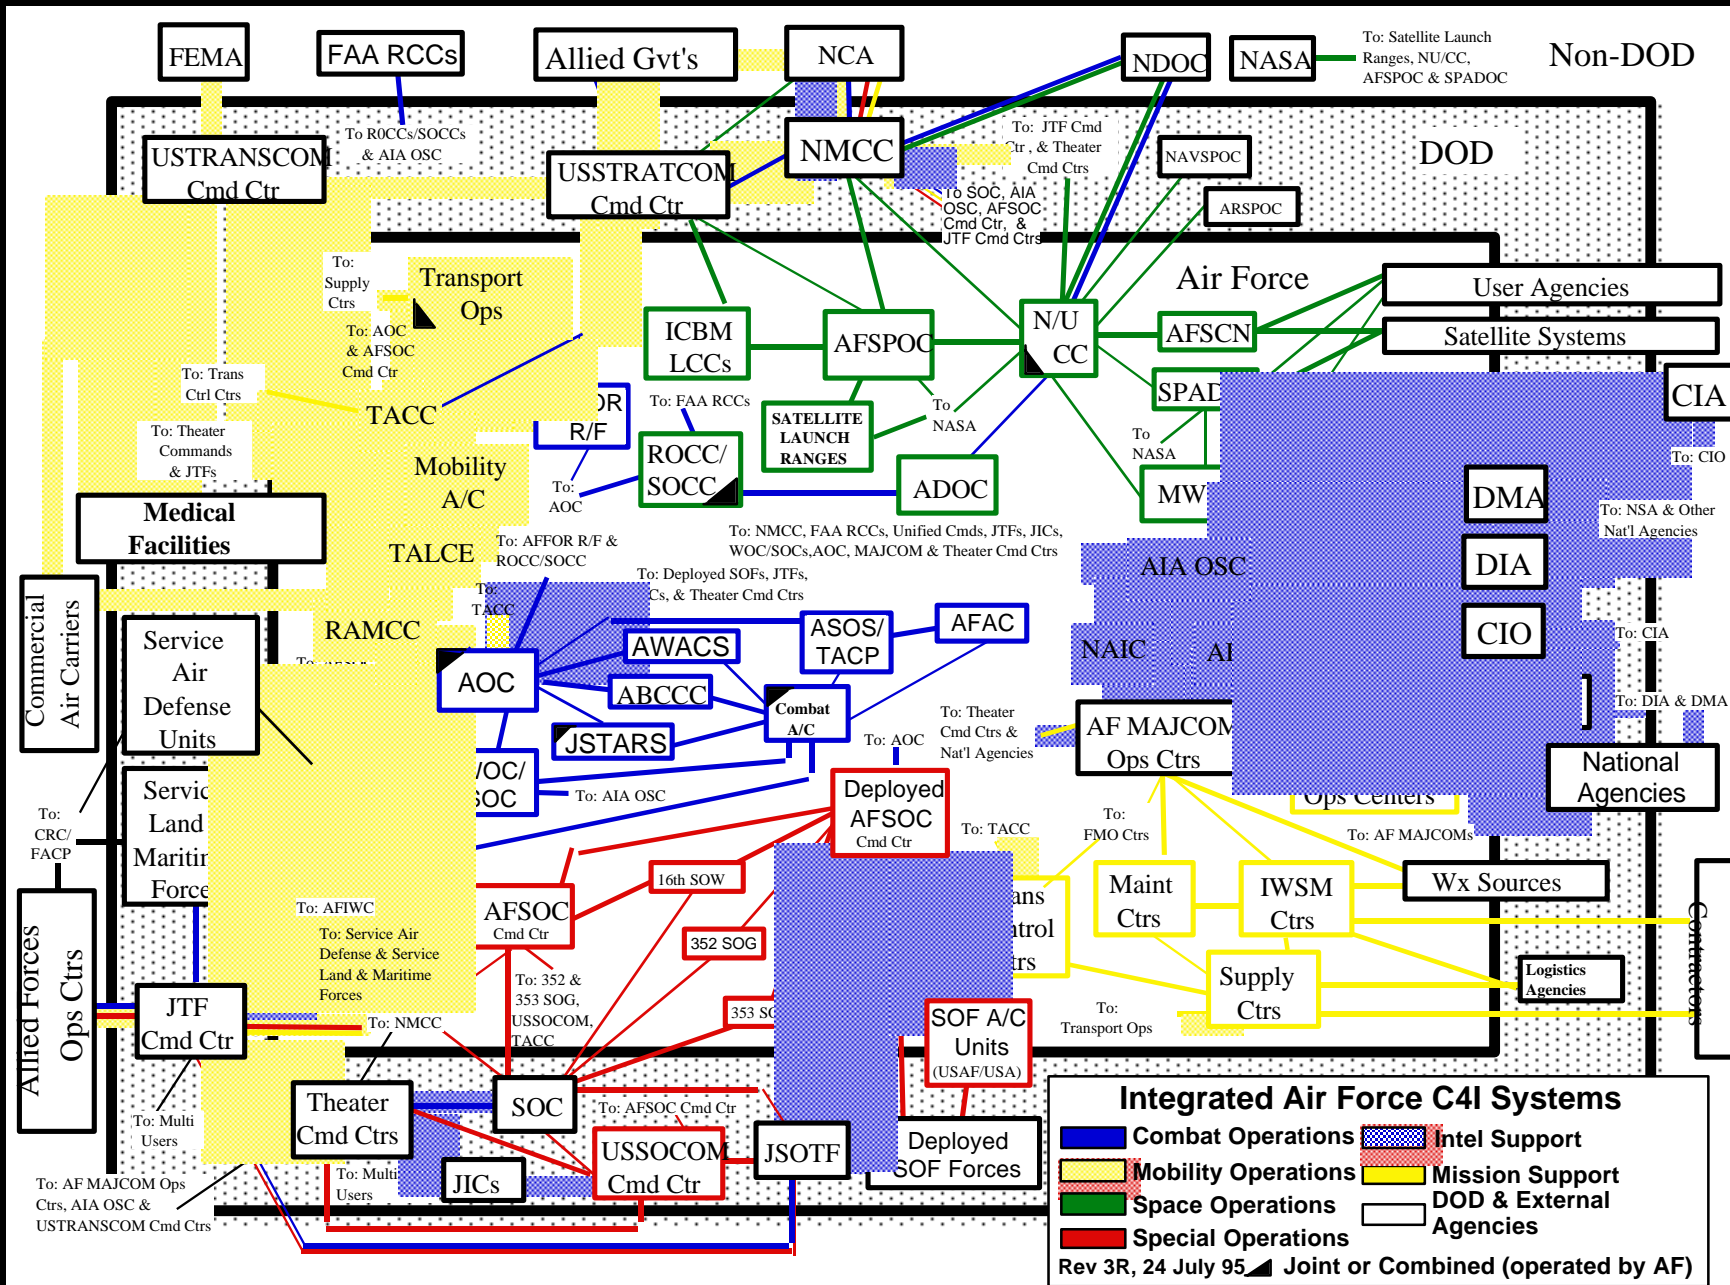 FEMA
FAA RCCs
Allied Gvt's
NCA
NDOC
NASA
To: Satellite Launch
Ranges, NU/CC,
AFSPOC & SPADOC
Non-DOD
USTRANSCOM
Cmd Ctr
To R0CCs/SOCCs
& AIA OSC
USSTRATCOM
Cmd Ctr
NMCC
To: JTF Cmd
Ctr , & Theater
Cmd Ctrs
NAVSPOC
DOD
ARSPOC
To SOC, AIA
OSC, AFSOC
Cmd Ctr, &
JTF Cmd Ctrs
To:
Supply
Ctrs
Transport
Ops
To: AOC
& AFSOC
Cmd Ctr
To: Trans
Ctrl Ctrs
TACC
ICBM
LCCs
AFSPOC
N/U
CC
Air Force
AFSCN
User Agencies
Satellite Systems
SPAD
CIA
To: CIO
To: Theater
Commands
& JTFs
OR
R/F
To: FAA RCCs
SATELLITE
LAUNCH
RANGES
To
NASA
To
NASA
Mobility
A/C
To:
AOC
ROCC/
SOCC
ADOC
MW
DMA
To: NSA & Other
Nat'l Agencies
Medical
Facilities
TALCE
To: AFFOR R/F &
ROCC/SOCC
To: NMCC, FAA RCCs, Unified Cmds, JTFs, JICs,
WOC/SOCs,AOC, MAJCOM & Theater Cmd Ctrs
AIA OSC
DIA
To: Deployed SOFs, JTFs,
Cs, & Theater Cmd Ctrs
Commercial
Air Carriers
RAMCC
To:
TACC
Service
Air
Defense
Units
AOC
AWACS
ABCCC
JSTARS
ASOS/
TACP
AFAC
Combat
A/C
NAIC
CIO
To: CIA
To: DIA & DMA
To: Theater
Cmd Ctrs &
Nat'l Agencies
AF MAJCOM
Ops Ctrs
National
Agencies
To: AOC
OC/
OC
To: AIA OSC
Deployed
AFSOC
Cmd Ctr
Ops Centers
To: AF MAJCOMs
To:
FMO Ctrs
To: TACC
To:
CRC/
FACP
Servic
Land
Maritim
Force
16th SOW
AFSOC
Cmd Ctr
352 SOG
353 SO
ans
trol
trs
Maint
Ctrs
IWSM
Ctrs
Wx Sources
Contractors
Supply
Ctrs
Logistics
Agencies
To:
Transport Ops
Allied Forces
Ops Ctrs
To: AFIWC
To: Service Air
Defense & Service
Land & Maritime
Forces
JTF
Cmd Ctr
To: NMCC
To: 352 &
353 SOG,
USSOCOM,
TACC
SOF A/C
Units
(USAF/USA)
Theater
Cmd Ctrs
SOC
To: AFSOC Cmd Ctr
To: Multi
Users
USSOCOM
Cmd Ctr
JSOTF
Deployed
SOF Forces
To: AF MAJCOM Ops
Ctrs, AIA OSC &
USTRANSCOM Cmd Ctrs
To: Multi
Users
JICs
Integrated Air Force C4I Systems
Combat Operations
Intel Support
Mobility Operations
Mission Support
Space Operations
DOD & External
Agencies
Special Operations
Rev 3R, 24 July 95
Joint or Combined (operated by AF)